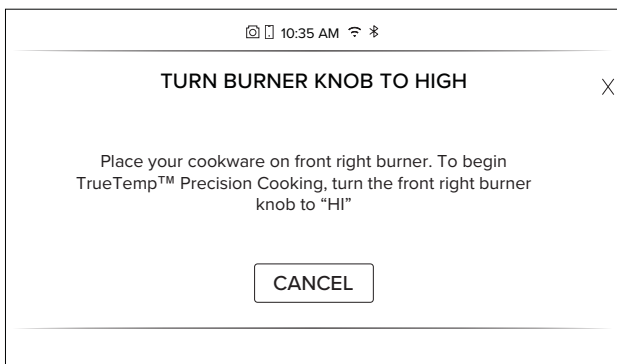 10:35 AM
TURN BURNER KNOB TO HIGH
X
Place your cookware on front right burner. To begin
TrueTemp™ Precision Cooking, turn the front right burner
knob to “HI”
CANCEL